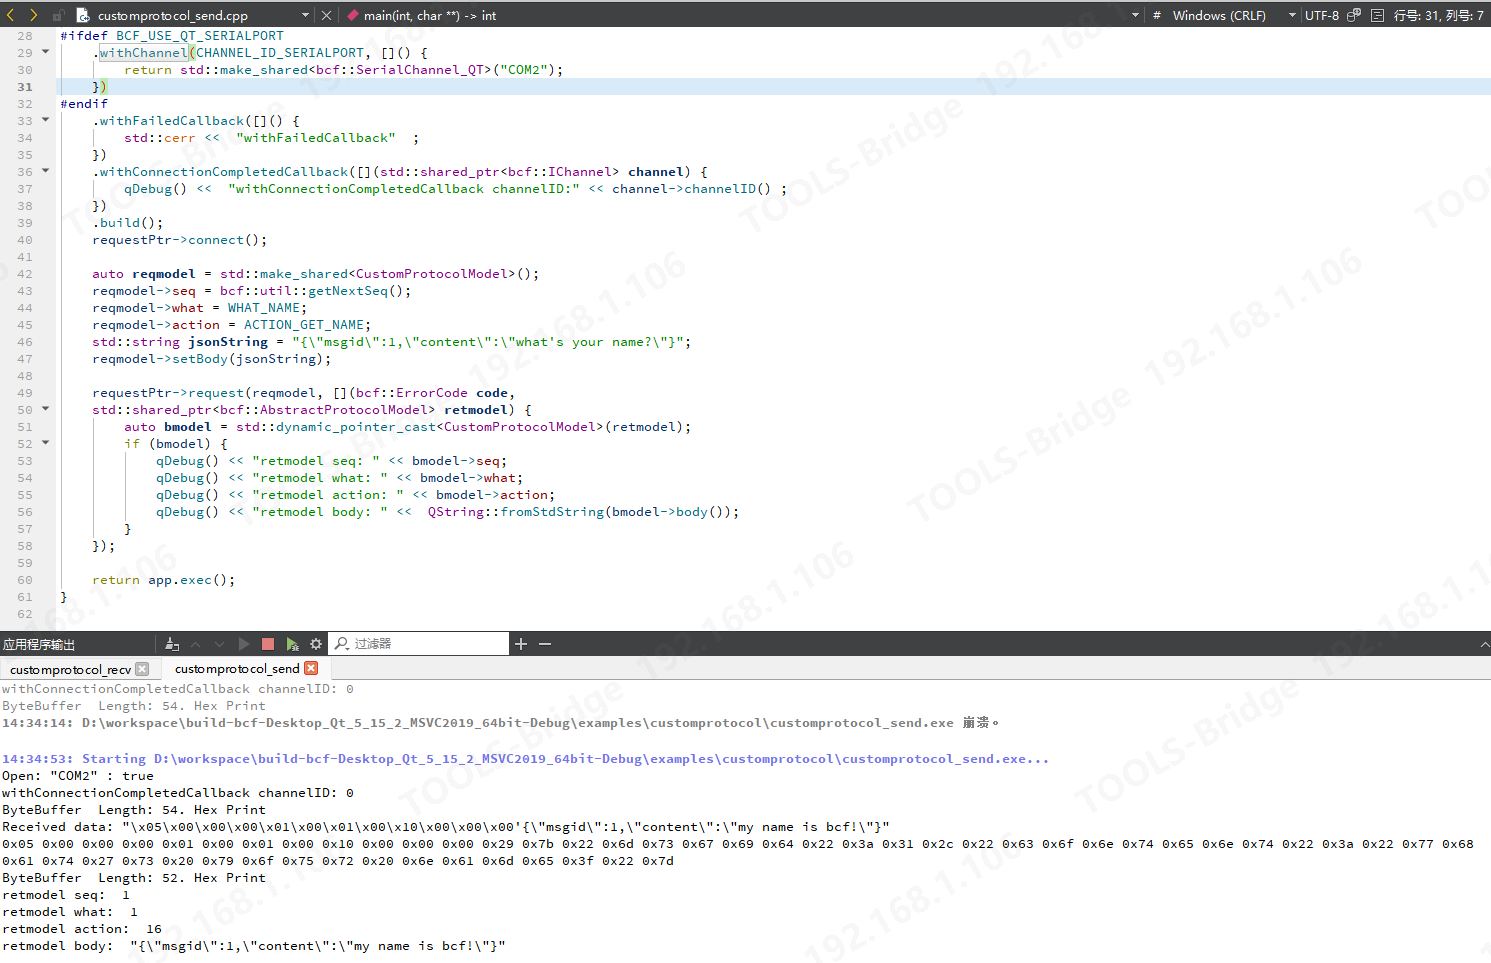 customprotocol_send.cpp main(int, char **) -> int # Windows (CRLF) UTF-8 行号: 31, 列号: 7
28 #ifdef BCF_USE_QT_SERIALPORT
29 .withChannel(CHANNEL_ID_SERIALPORT, []() {
30 return std::make_shared<bcf::SerialChannel_QT>("COM2");
31 })
32 #endif
33 .withFailedCallback([]() {
34 std::cerr << "withFailedCallback" ;
35 })
36 .withConnectionCompletedCallback([](std::shared_ptr<bcf::IChannel> channel) {
37 qDebug() << "withConnectionCompletedCallback channelID:" << channel->channelID() ;
38 })
39 .build();
40 requestPtr->connect();
41
42 auto reqmodel = std::make_shared<CustomProtocolModel>();
43 reqmodel->seq = bcf::util::getNextSeq();
44 reqmodel->what = WHAT_NAME;
45 reqmodel->action = ACTION_GET_NAME;
46 std::string jsonString = "{\"msgid\":1,\"content\":\"what's your name?\"}";
47 reqmodel->setBody(jsonString);
48
49 requestPtr->request(reqmodel, [](bcf::ErrorCode code,
50 std::shared_ptr<bcf::AbstractProtocolModel> retmodel) {
51 auto bmodel = std::dynamic_pointer_cast<CustomProtocolModel>(retmodel);
52 if (bmodel) {
53 qDebug() << "retmodel seq: " << bmodel->seq;
54 qDebug() << "retmodel what: " << bmodel->what;
55 qDebug() << "retmodel action: " << bmodel->action;
56 qDebug() << "retmodel body: " << QString::fromStdString(bmodel->body());
57 }
58 });
59
60 return app.exec();
61 }
62
应用程序输出 过滤器
customprotocol_recv customprotocol_send
withConnectionCompletedCallback channelID: 0
ByteBuffer Length: 54. Hex Print
14:34:14: D:\workspace\build-bcf-Desktop_Qt_5_15_2_MSVC2019_64bit-Debug\examples\customprotocol\customprotocol_send.exe 崩溃。
14:34:53: Starting D:\workspace\build-bcf-Desktop_Qt_5_15_2_MSVC2019_64bit-Debug\examples\customprotocol\customprotocol_send.exe...
Open: "COM2" : true
withConnectionCompletedCallback channelID: 0
ByteBuffer Length: 54. Hex Print
Received data: "\x05\x00\x00\x00\x01\x00\x01\x00\x10\x00\x00\x00'{\"msgid\":1,\"content\":\"my name is bcf!\"}"
0x05 0x00 0x00 0x00 0x01 0x00 0x01 0x00 0x10 0x00 0x00 0x00 0x29 0x7b 0x22 0x6d 0x73 0x67 0x69 0x64 0x22 0x3a 0x31 0x2c 0x22 0x63 0x6f 0x6e 0x74 0x65 0x6e 0x74 0x22 0x3a 0x22 0x77 0x68
0x61 0x74 0x27 0x73 0x20 0x79 0x6f 0x75 0x72 0x20 0x6e 0x61 0x6d 0x65 0x3f 0x22 0x7d
ByteBuffer Length: 52. Hex Print
retmodel seq: 1
retmodel what: 1
retmodel action: 16
retmodel body: "{\"msgid\":1,\"content\":\"my name is bcf!\"}"
TOOLS-Bridge 192.168.1.106